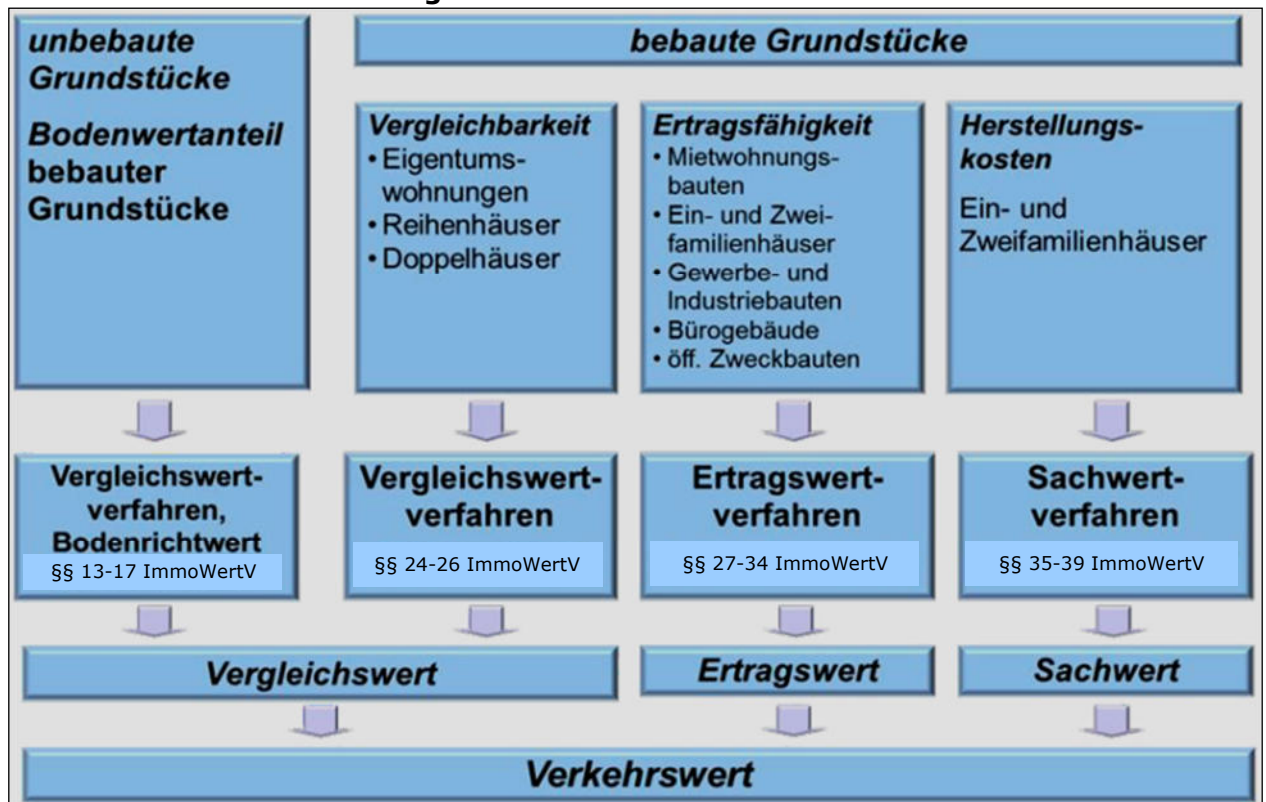 unbebaute
Grundstücke
Bodenwertanteil
bebauter
Grundstücke
bebaute Grundstücke
Vergleichbarkeit
• Eigentums-
wohnungen
• Reihenhäuser
• Doppelhäuser
Ertragsfähigkeit
• Mietwohnungs-
bauten
• Ein- und Zwei-
familienhäuser
• Gewerbe- und
Industriebauten
• Bürogebäude
• öff. Zweckbauten
Herstellungs-
kosten
Ein- und
Zweifamilienhäuser
Vergleichswert-
verfahren,
Bodenrichtwert
§§ 13-17 ImmoWertV
Vergleichswert-
verfahren
§§ 24-26 ImmoWertV
Ertragswert-
verfahren
§§ 27-34 ImmoWertV
Sachwert-
verfahren
§§ 35-39 ImmoWertV
Vergleichswert
Ertragswert
Sachwert
Verkehrswert